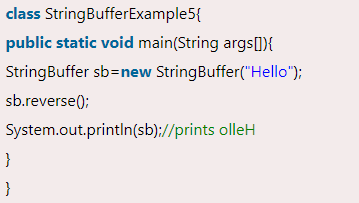 class StringBufferExample5{
public static void main(String args[]){
StringBuffer sb=new StringBuffer("Hello");
sb.reverse();
System.out.println(sb);//prints olleH
}
}